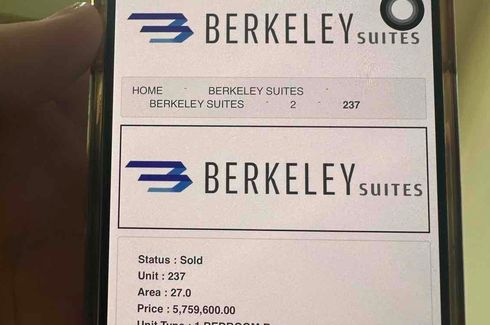 BERKELEY SUITES
HOME - BERKELEY SUITES -
BERKELEY SUITES - 2 - 237
BERKELEY SUITES
Status : Sold
Unit : 237
Area : 27.0
Price : 5,759,600.00
Unit Type : 1 BEDROOM